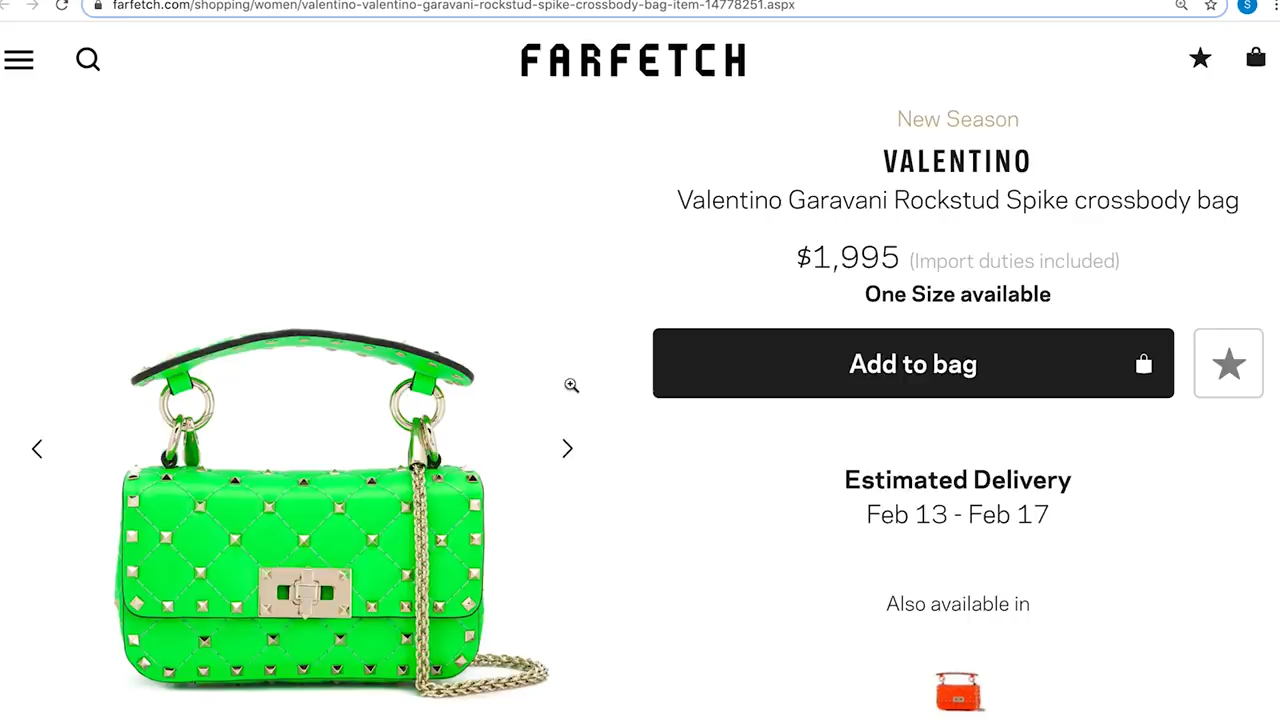 farfetch.com/shopping/women/valentino-valentino-garavani-rockstud-spike-crossbody-bag-item-14778251.aspx
S
FARFETCH
New Season
VALENTINO
Valentino Garavani Rockstud Spike crossbody bag
$1,995 (Import duties included)
One Size available
Add to bag
Estimated Delivery
Feb 13 - Feb 17
Also available in